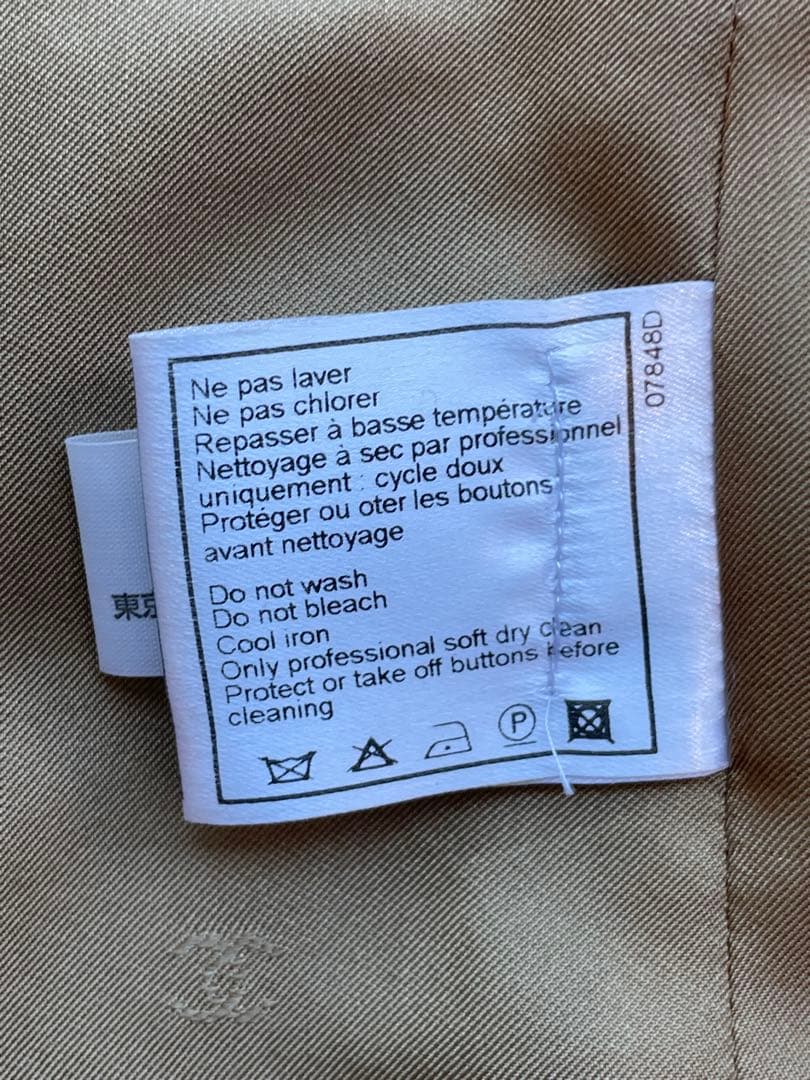 Ne pas laver
Ne pas chlorer
Repasser à basse température
Nettoyage à sec par professionnel
uniquement : cycle doux
Protéger ou oter les boutons
avant nettoyage
Do not wash
Do not bleach
Cool iron
Only professional soft dry clean
Protect or take off buttons before
cleaning
P
07848D
東京